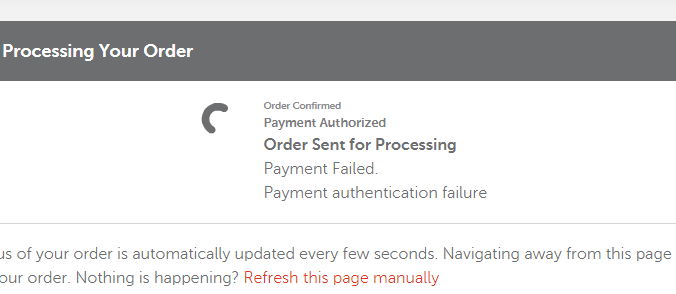 Processing Your Order
Order Confirmed
Payment Authorized
Order Sent for Processing
Payment Failed.
Payment authentication failure
of your order is automatically updated every few seconds. Navigating away from this page
order. Nothing is happening? Refresh this page manually